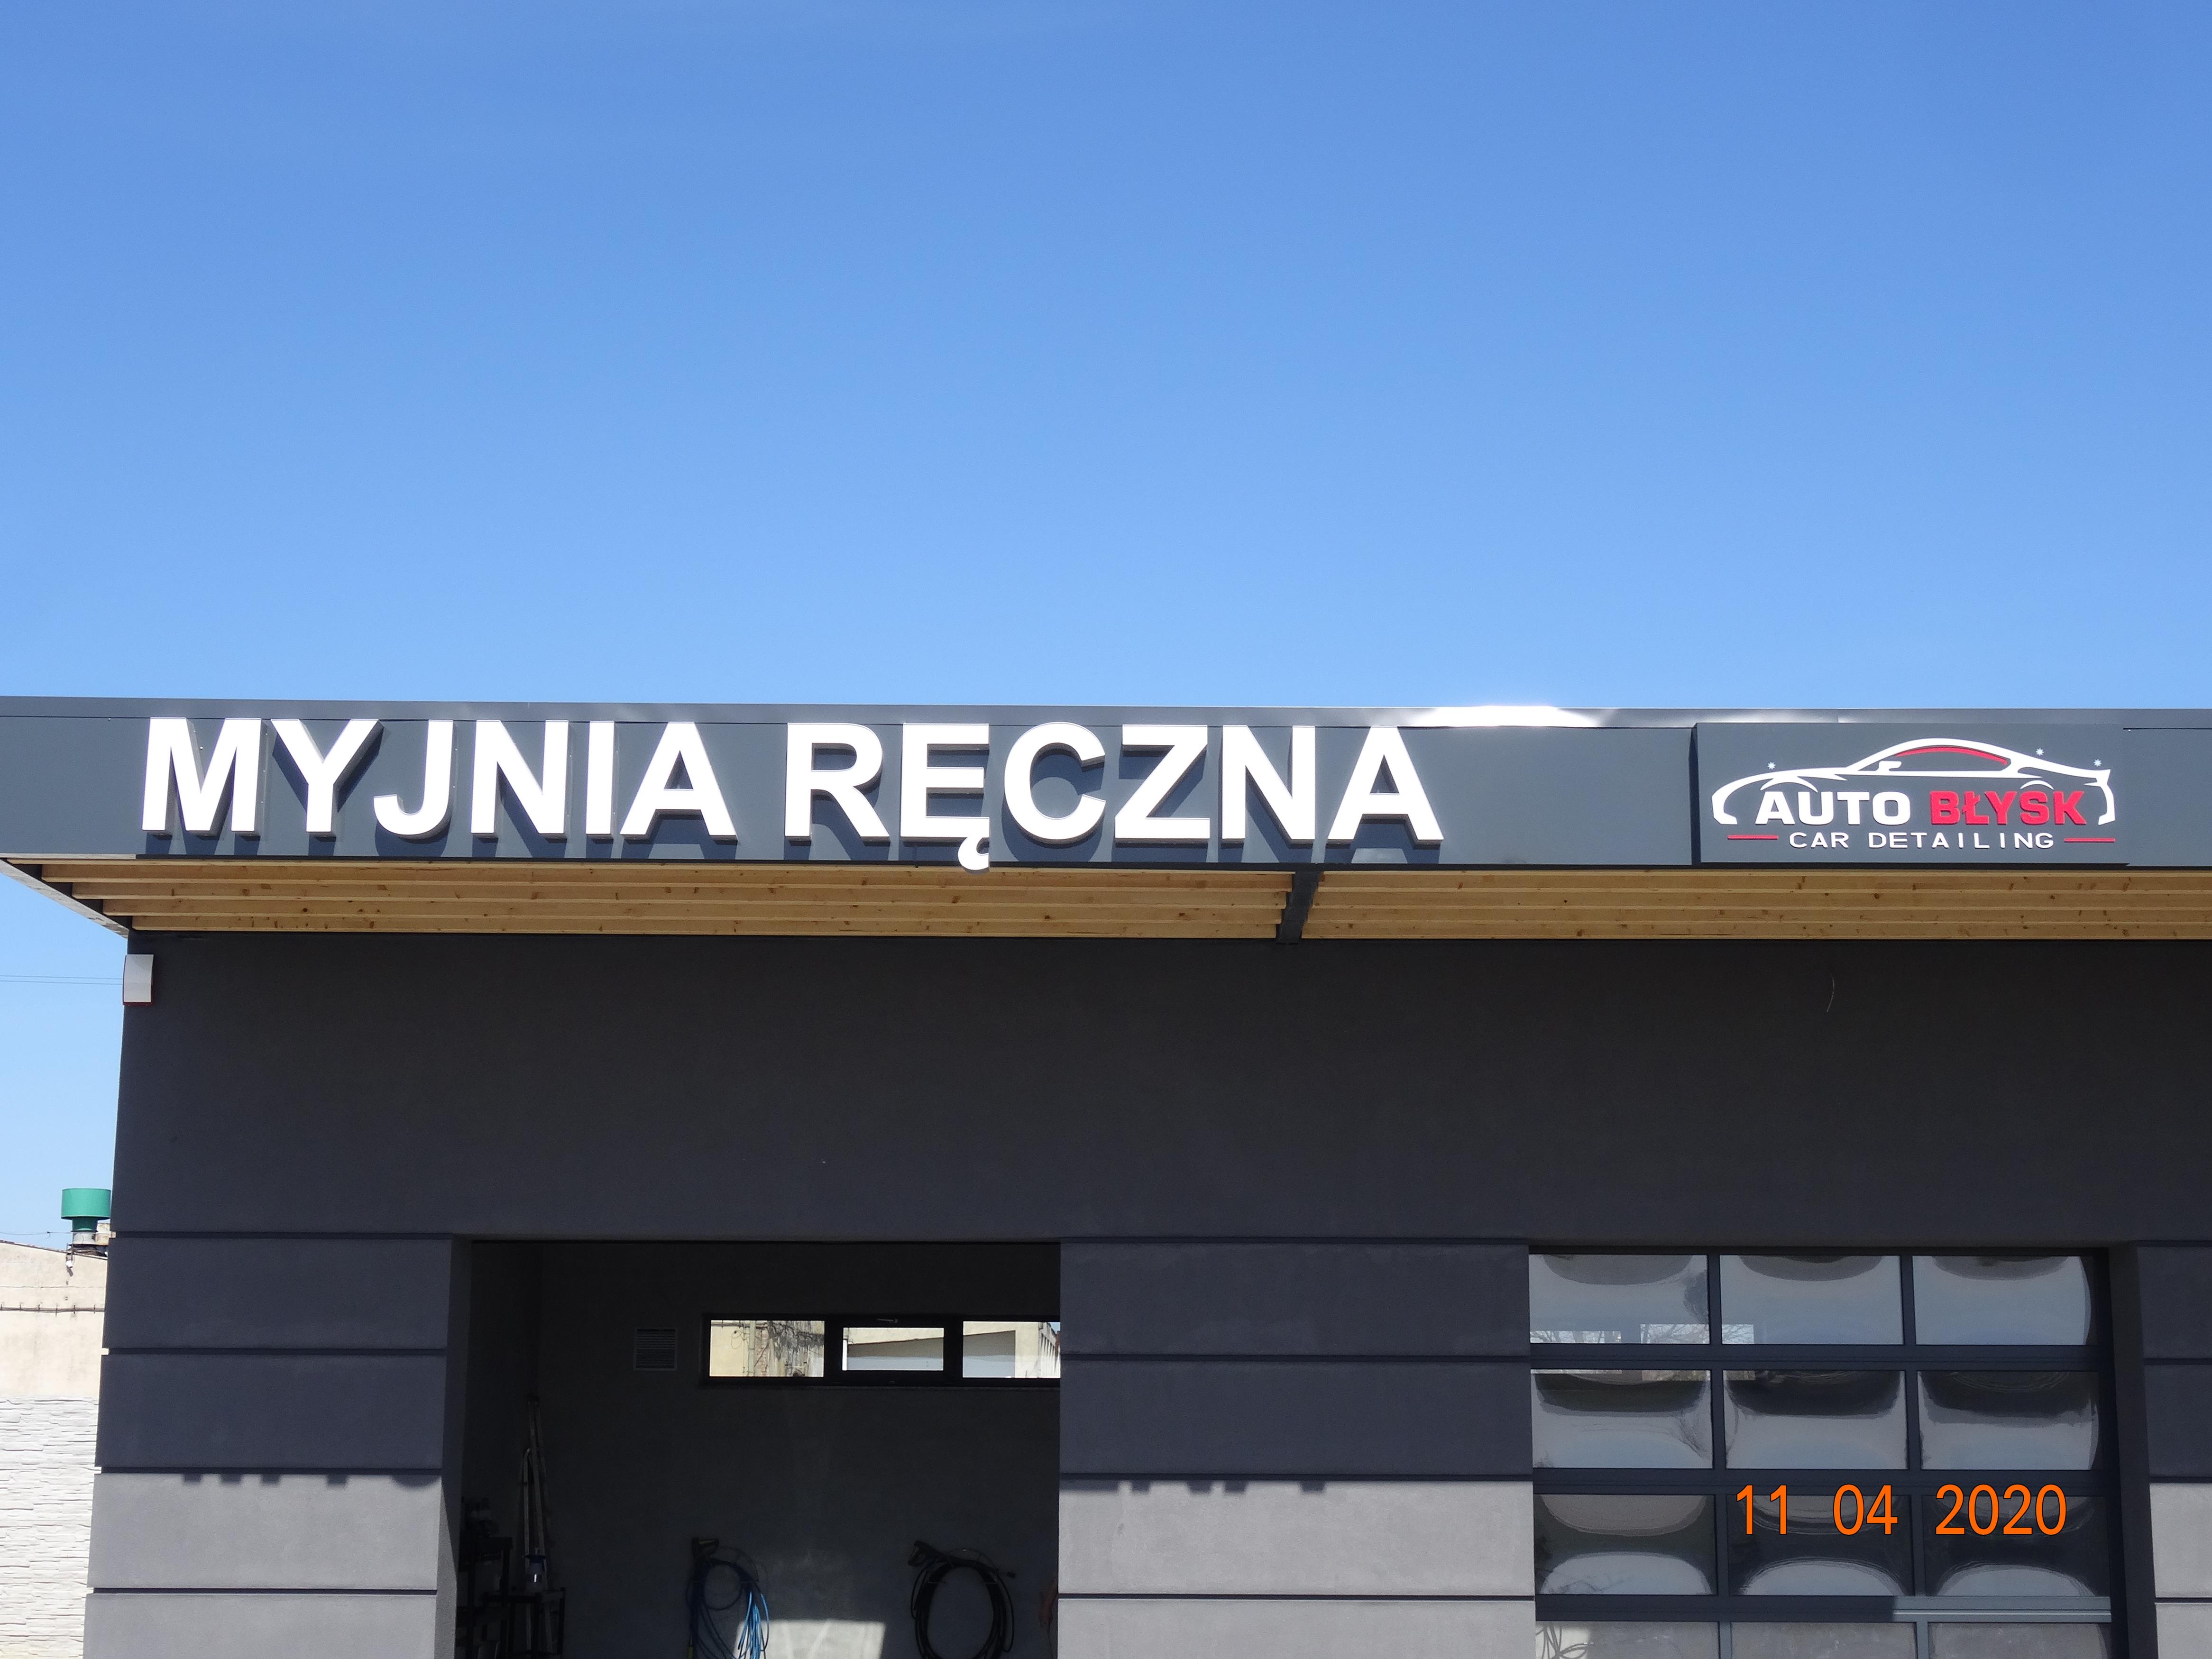 MYJNIA RĘCZNA
AUTO BŁYSK
CAR DETAILING
11 04 2020